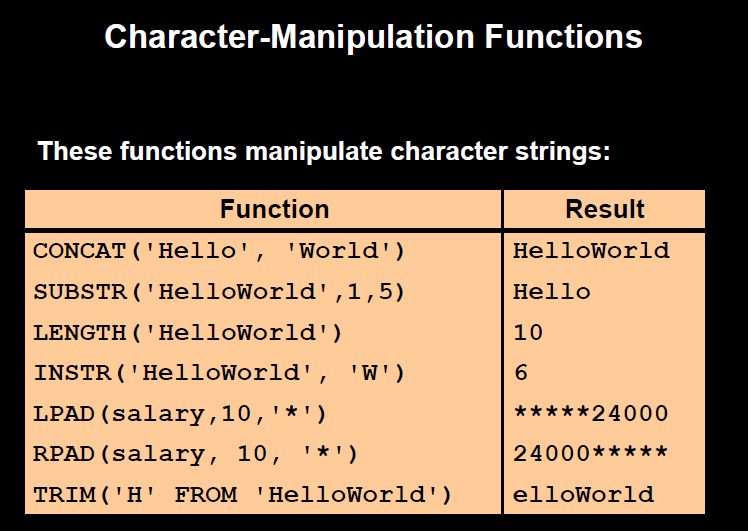 Character-Manipulation Functions
These functions manipulate character strings:
Function Result
CONCAT('Hello', 'World') HelloWorld
SUBSTR('HelloWorld',1,5) Hello
LENGTH('HelloWorld') 10
INSTR('HelloWorld', 'W') 6
LPAD(salary,10,'*') *****24000
RPAD(salary, 10, '*') 24000*****
TRIM('H' FROM 'HelloWorld') elloWorld